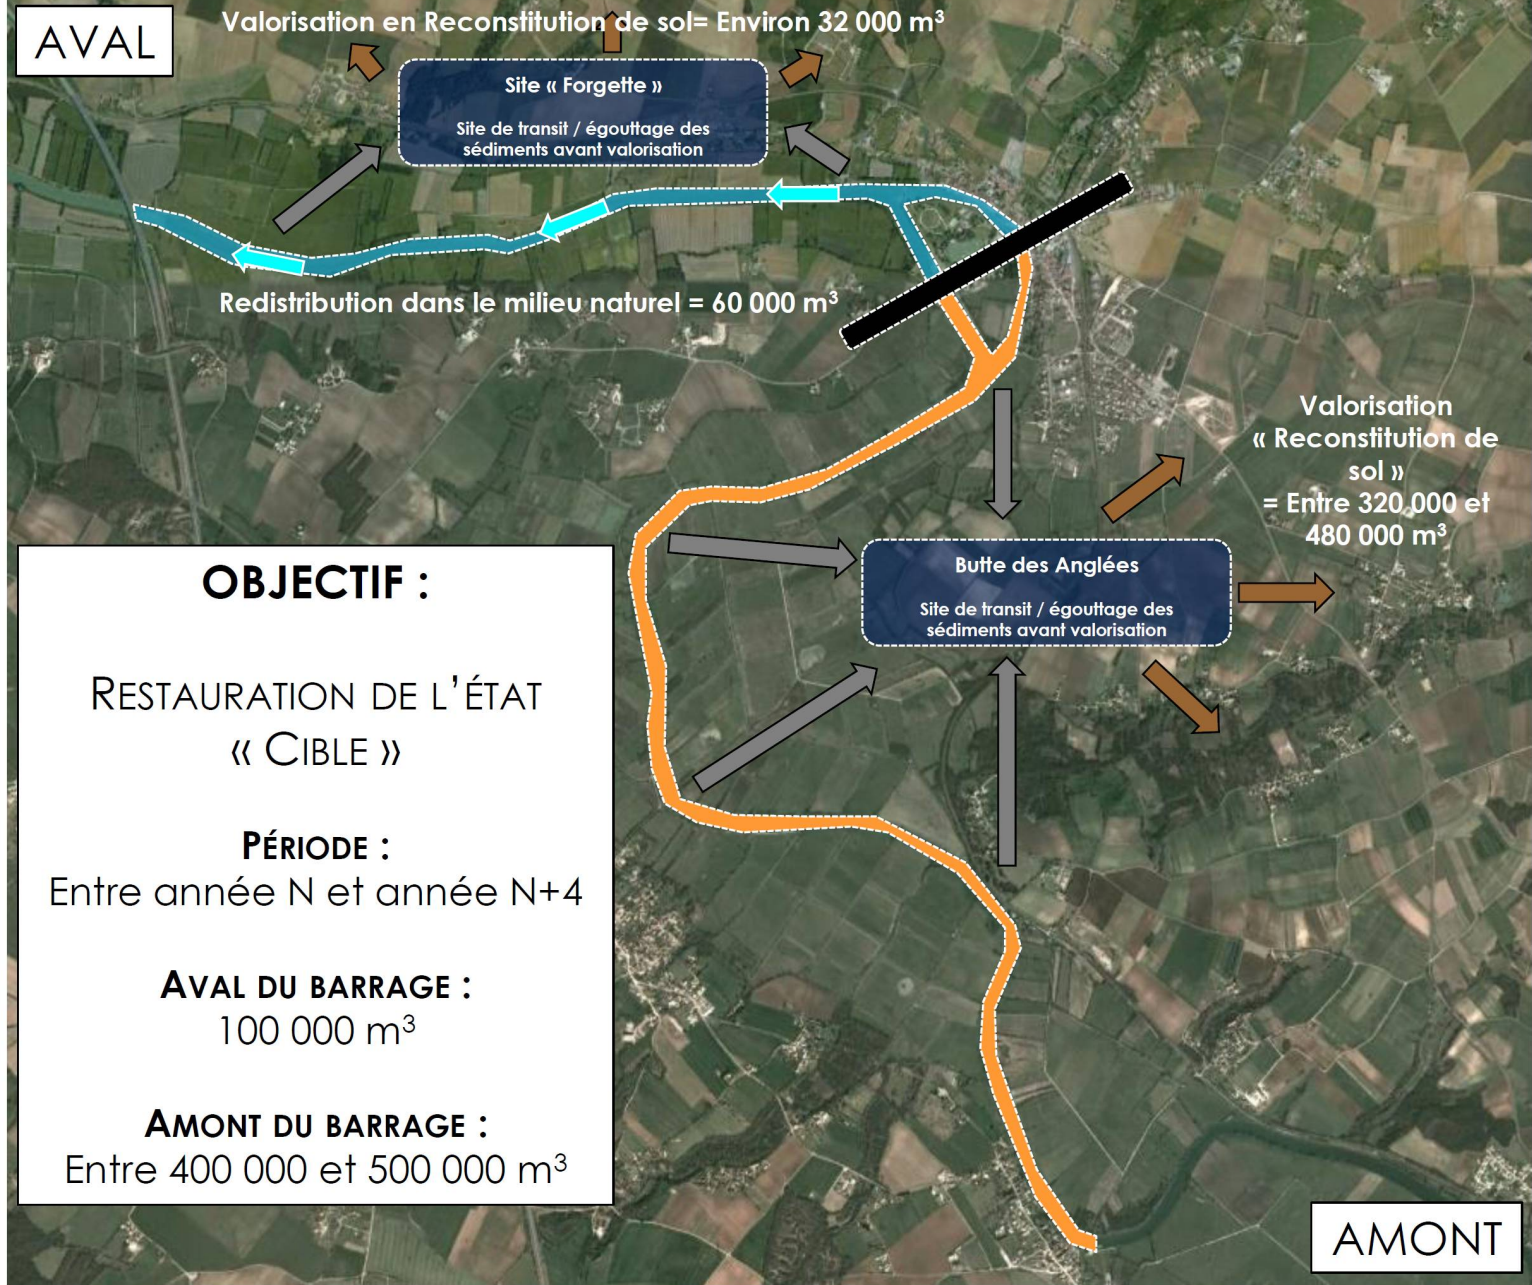 AVAL
Valorisation en Reconstitution de sol= Environ 32 000 m³
Site « Forgette »
Site de transit / égouttage des
sédiments avant valorisation
Redistribution dans le milieu naturel = 60 000 m³
Valorisation
« Reconstitution de
sol »
= Entre 320 000 et
480 000 m³
Butte des Anglées
Site de transit / égouttage des
sédiments avant valorisation
OBJECTIF :
RESTAURATION DE L'ÉTAT
« CIBLE »
PÉRIODE :
Entre année N et année N+4
AVAL DU BARRAGE :
100 000 m³
AMONT DU BARRAGE :
Entre 400 000 et 500 000 m³
AMONT